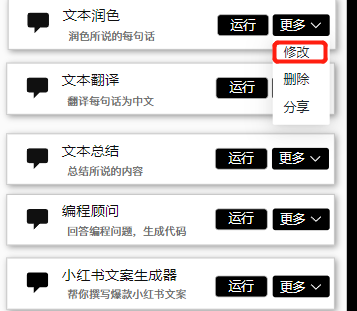 文本润色
润色所说的每句话
运行
更多
修改
删除
分享
文本翻译
翻译每句话为中文
运行
文本总结
总结所说的内容
运行
更多
编程顾问
回答编程问题，生成代码
运行
更多
小红书文案生成器
帮你撰写爆款小红书文案
运行
更多